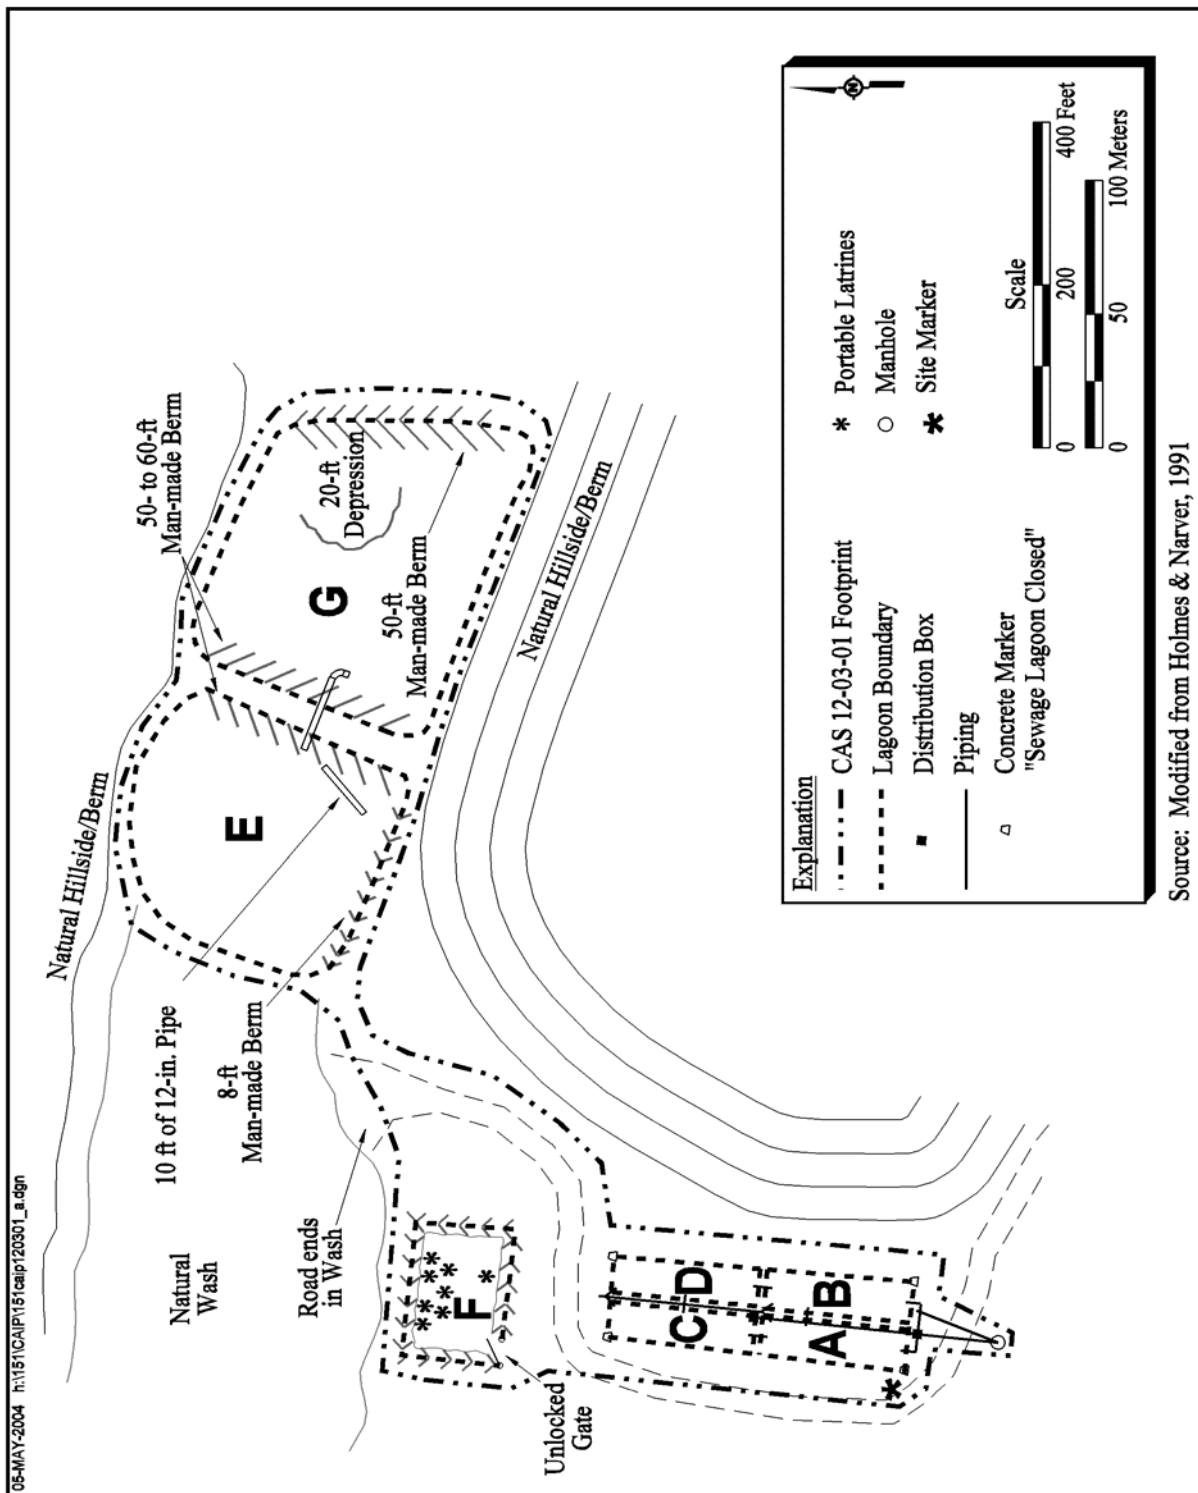 05-MAY-2004 h:\151\CAIP\151caip120301_a.dgn
Natural Hillside/Berm
50- to 60-ft
Man-made Berm
10 ft of 12-in. Pipe
8-ft
Man-made Berm
Natural
Wash
Road ends
in Wash
E
G
20-ft
Depression
50-ft
Man-made Berm
Natural Hillside/Berm
F
Unlocked
Gate
C
D
A
B
Explanation
CAS 12-03-01 Footprint
Lagoon Boundary
Distribution Box
Piping
Concrete Marker
"Sewage Lagoon Closed"
Portable Latrines
Manhole
Site Marker
N
Scale
0 200 400 Feet
0 50 100 Meters
Source: Modified from Holmes & Narver, 1991